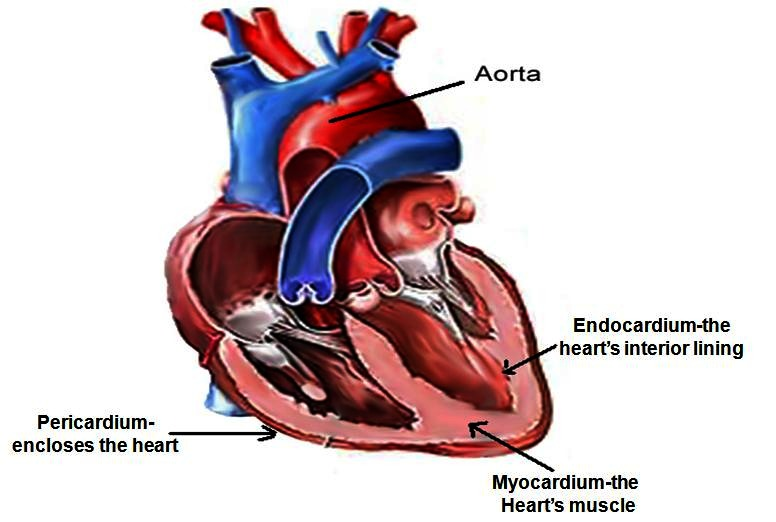 Aorta
Endocardium-the
heart's interior lining
Pericardium-
encloses the heart
Myocardium-the
Heart's muscle